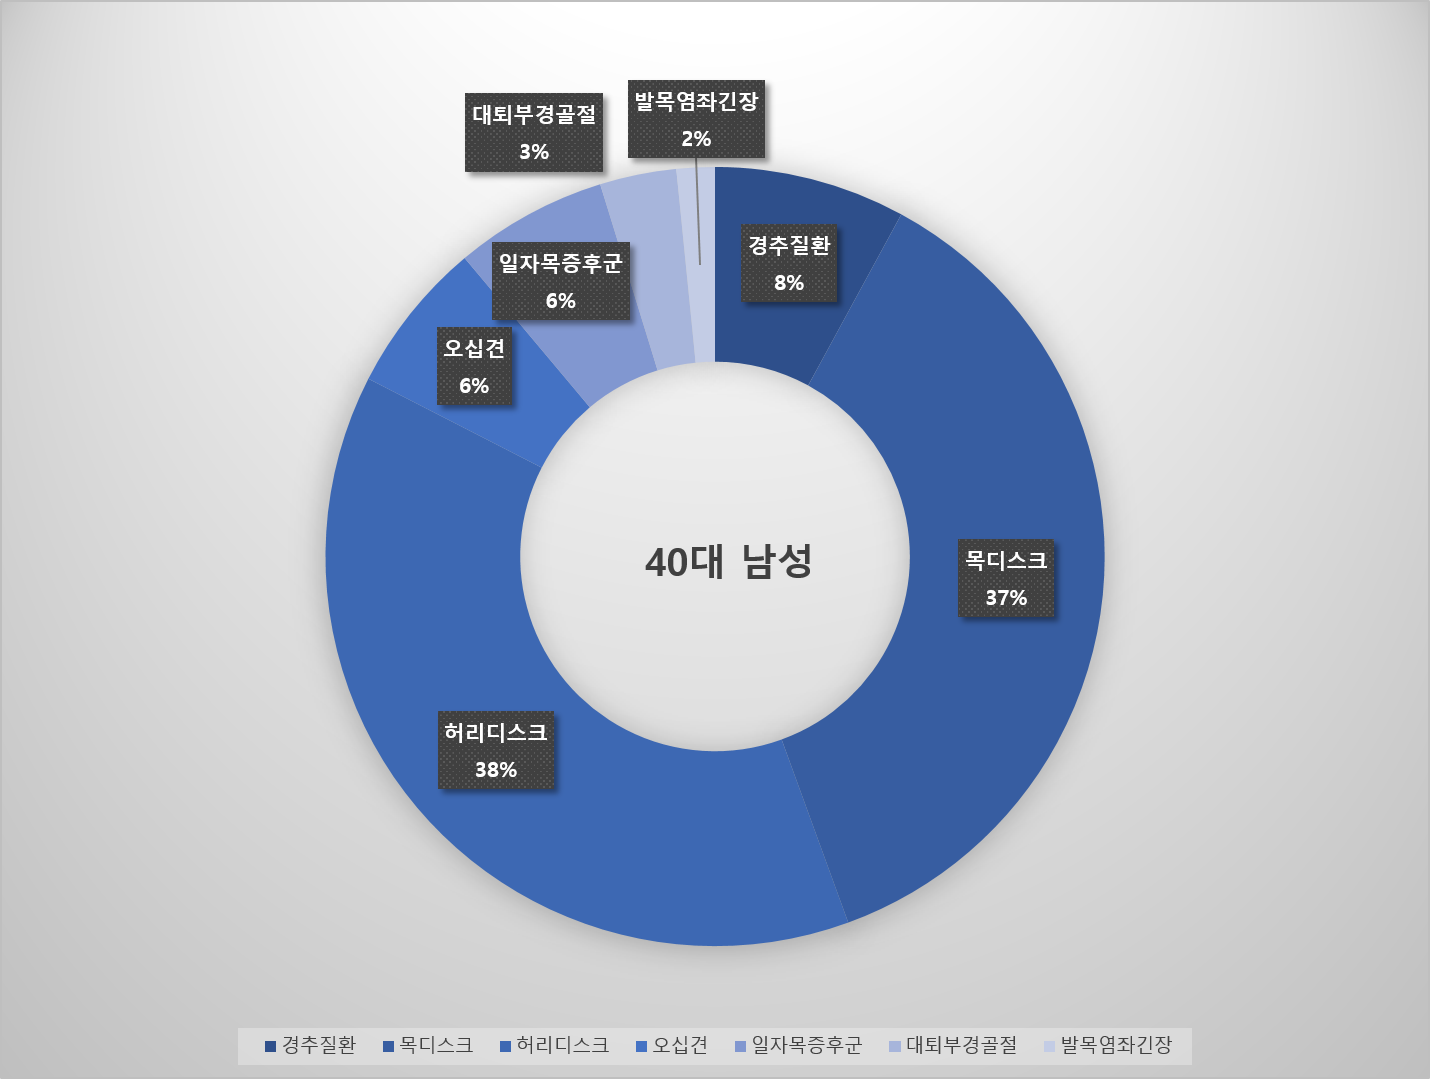 대퇴부경골절
3%
발목염좌긴장
2%
경추질환
8%
일자목증후군
6%
오십견
6%
40대 남성
목디스크
37%
허리디스크
38%
경추질환 목디스크 허리디스크 오십견 일자목증후군 대퇴부경골절 발목염좌긴장